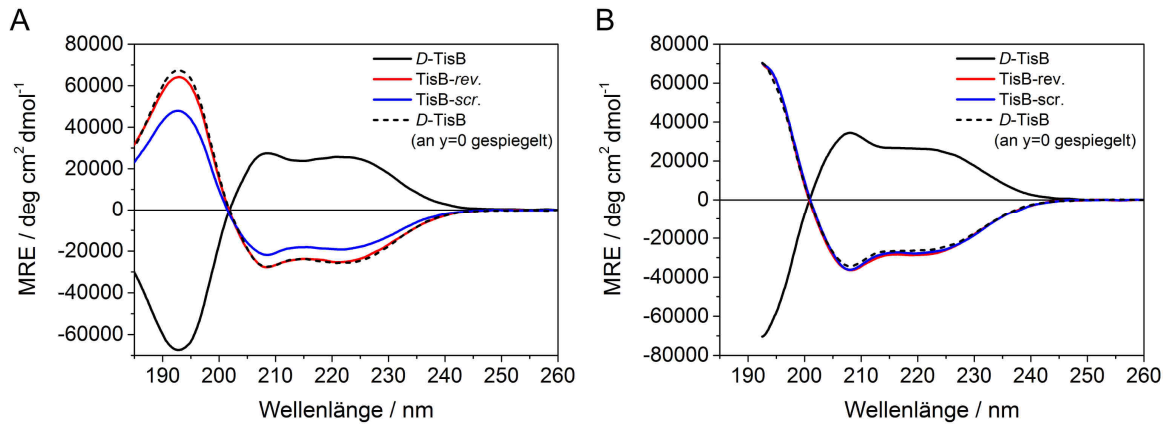 A
80000
60000
40000
20000
0
-20000
-40000
-60000
MRE / deg cm² dmol⁻¹
190 200 210 220 230 240 250 260
Wellenlänge / nm
D-TisB
TisB-rev.
TisB-scr.
D-TisB
(an y=0 gespiegelt)
B
80000
60000
40000
20000
0
-20000
-40000
-60000
-80000
MRE / deg cm² dmol⁻¹
190 200 210 220 230 240 250 260
Wellenlänge / nm
D-TisB
TisB-rev.
TisB-scr.
D-TisB
(an y=0 gespiegelt)